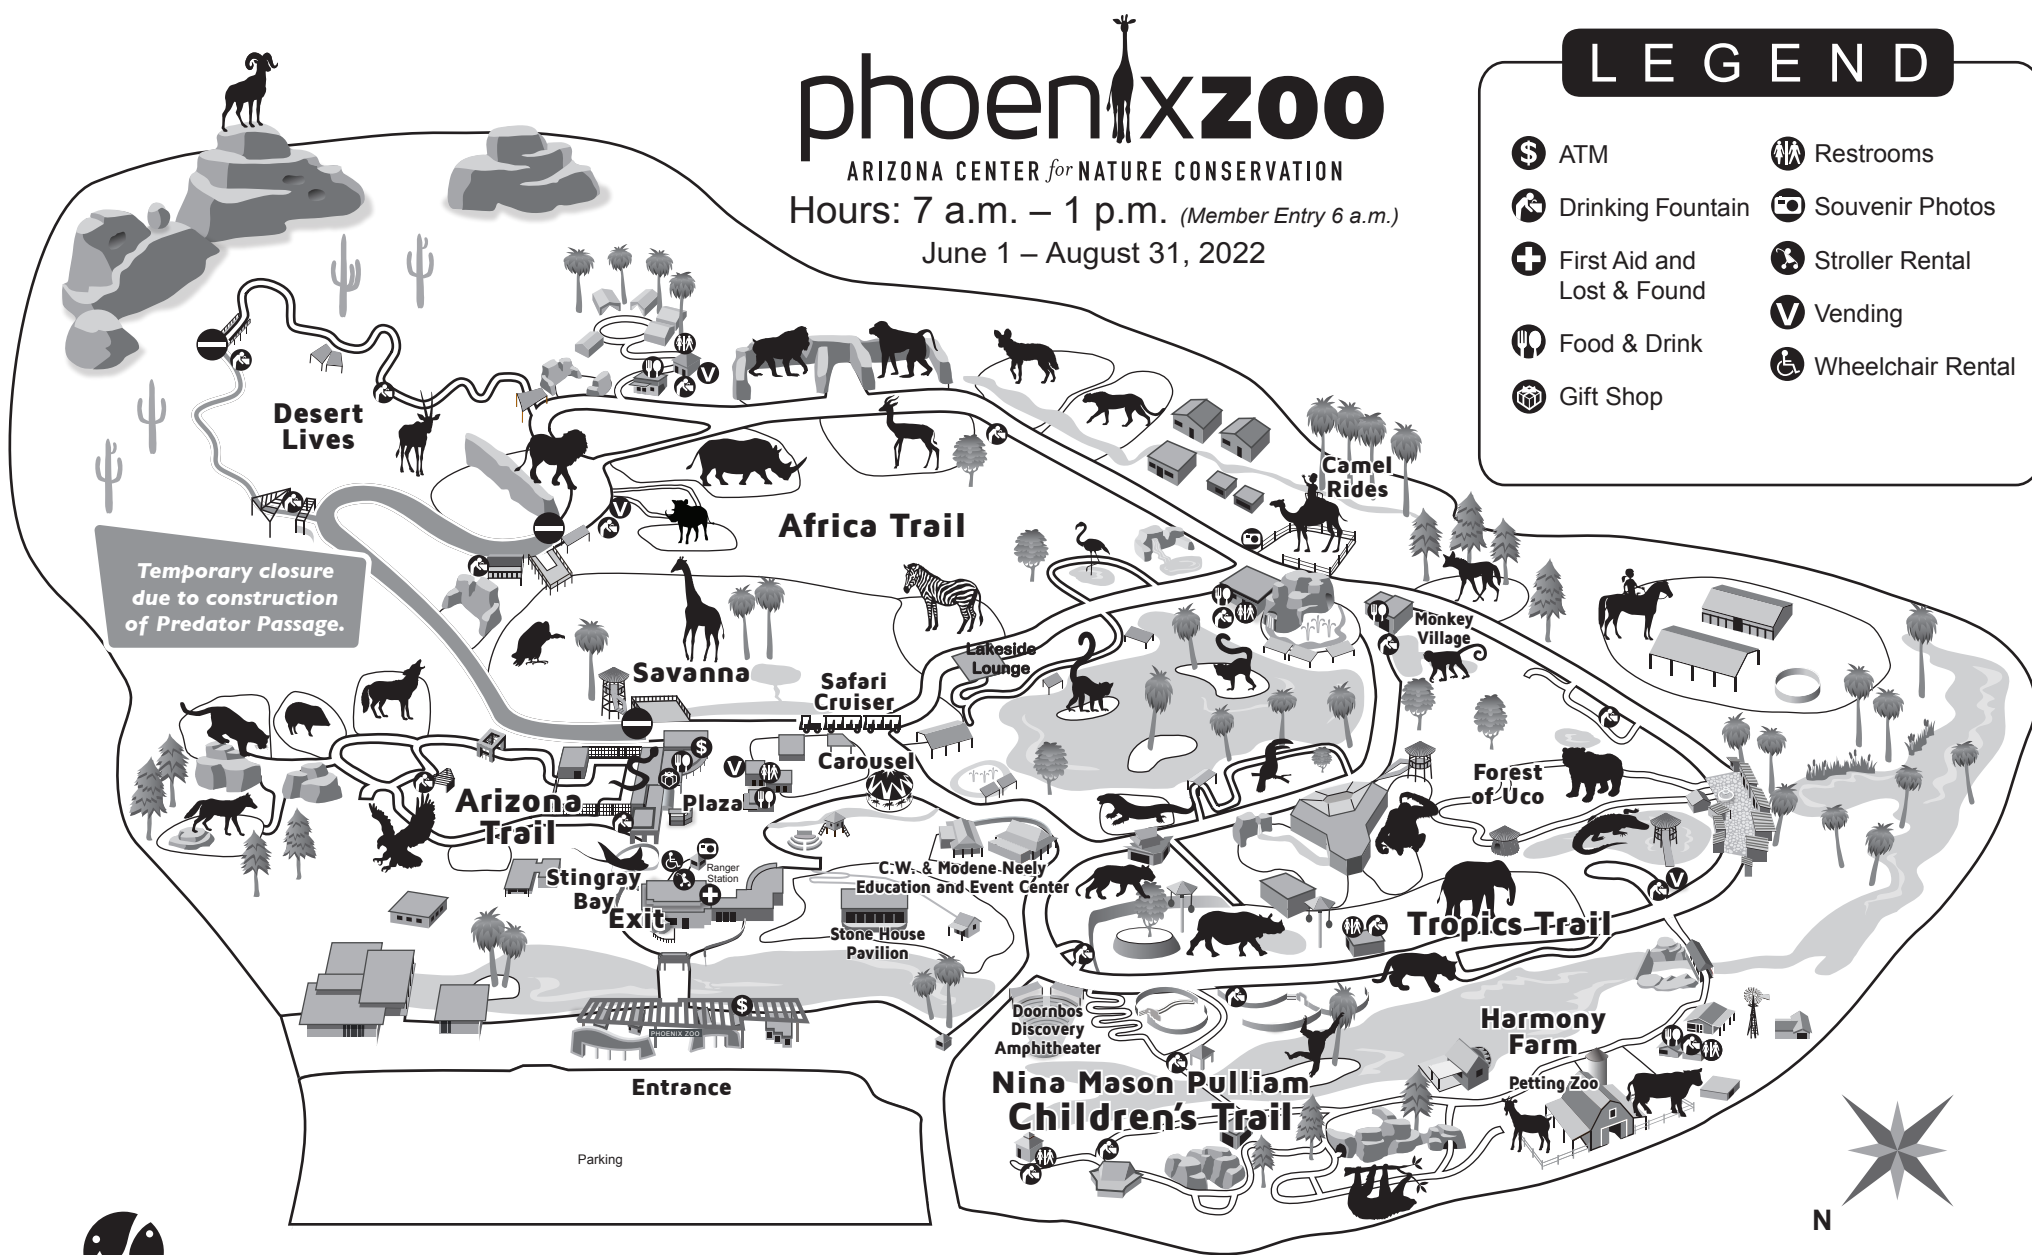 phoenixzoo
ARIZONA CENTER for NATURE CONSERVATION
Hours: 7 a.m. – 1 p.m. (Member Entry 6 a.m.)
June 1 – August 31, 2022
LEGEND
$ ATM
Drinking Fountain
First Aid and
Lost & Found
Food & Drink
Gift Shop
Restrooms
Souvenir Photos
Stroller Rental
V Vending
Wheelchair Rental
Desert
Lives
V
Camel
Rides
V
Africa Trail
Temporary closure
due to construction
of Predator Passage.
Monkey
Village
Lakeside
Lounge
Savanna
Safari
Cruiser
$
V
Carousel
Forest
of Uco
Arizona
Trail
Plaza
Ranger
Station
Stingray
Bay
Exit
C.W. & Modene Neely
Education and Event Center
V
Stone House
Pavilion
Tropics Trail
$
PHOENIX ZOO
Entrance
Doornbos
Discovery
Amphitheater
Harmony
Farm
Petting Zoo
Nina Mason Pulliam
Children's Trail
Parking
N